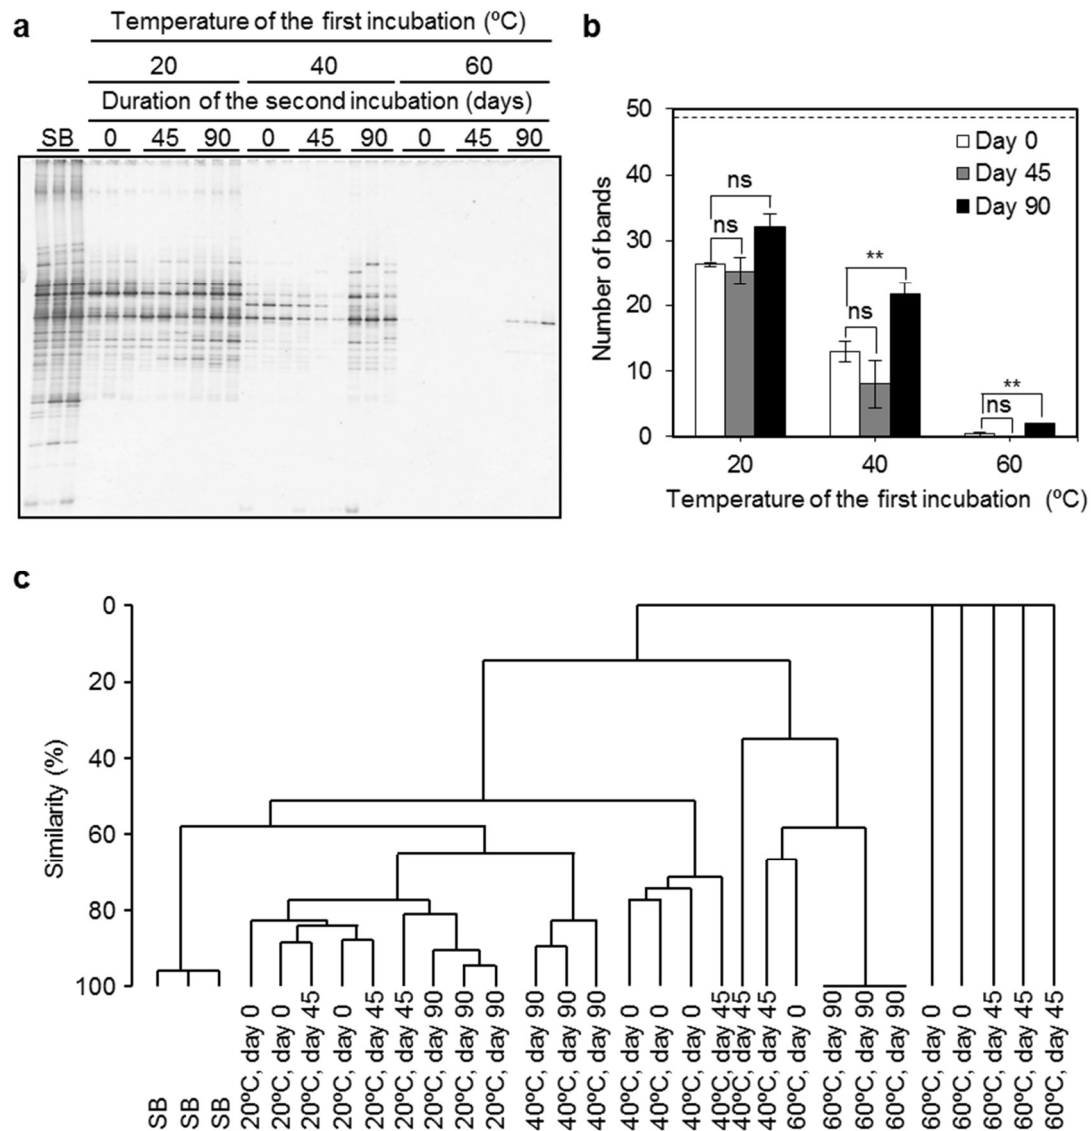 a
Temperature of the first incubation (ºC)
20 40 60
Duration of the second incubation (days)
SB 0 45 90 0 45 90 0 45 90
b
50
40
30
20
10
0
Number of bands
Day 0
Day 45
Day 90
ns
ns
**
ns
**
ns
20 40 60
Temperature of the first incubation (ºC)
c
0
20
40
60
80
100
Similarity (%)
SB
SB
SB
20ºC, day 0
20ºC, day 0
20ºC, day 45
20ºC, day 0
20ºC, day 45
20ºC, day 45
20ºC, day 90
20ºC, day 90
20ºC, day 90
40ºC, day 90
40ºC, day 90
40ºC, day 90
40ºC, day 0
40ºC, day 0
40ºC, day 0
40ºC, day 45
40ºC, day 45
40ºC, day 45
60ºC, day 0
60ºC, day 90
60ºC, day 90
60ºC, day 90
60ºC, day 0
60ºC, day 0
60ºC, day 45
60ºC, day 45
60ºC, day 45